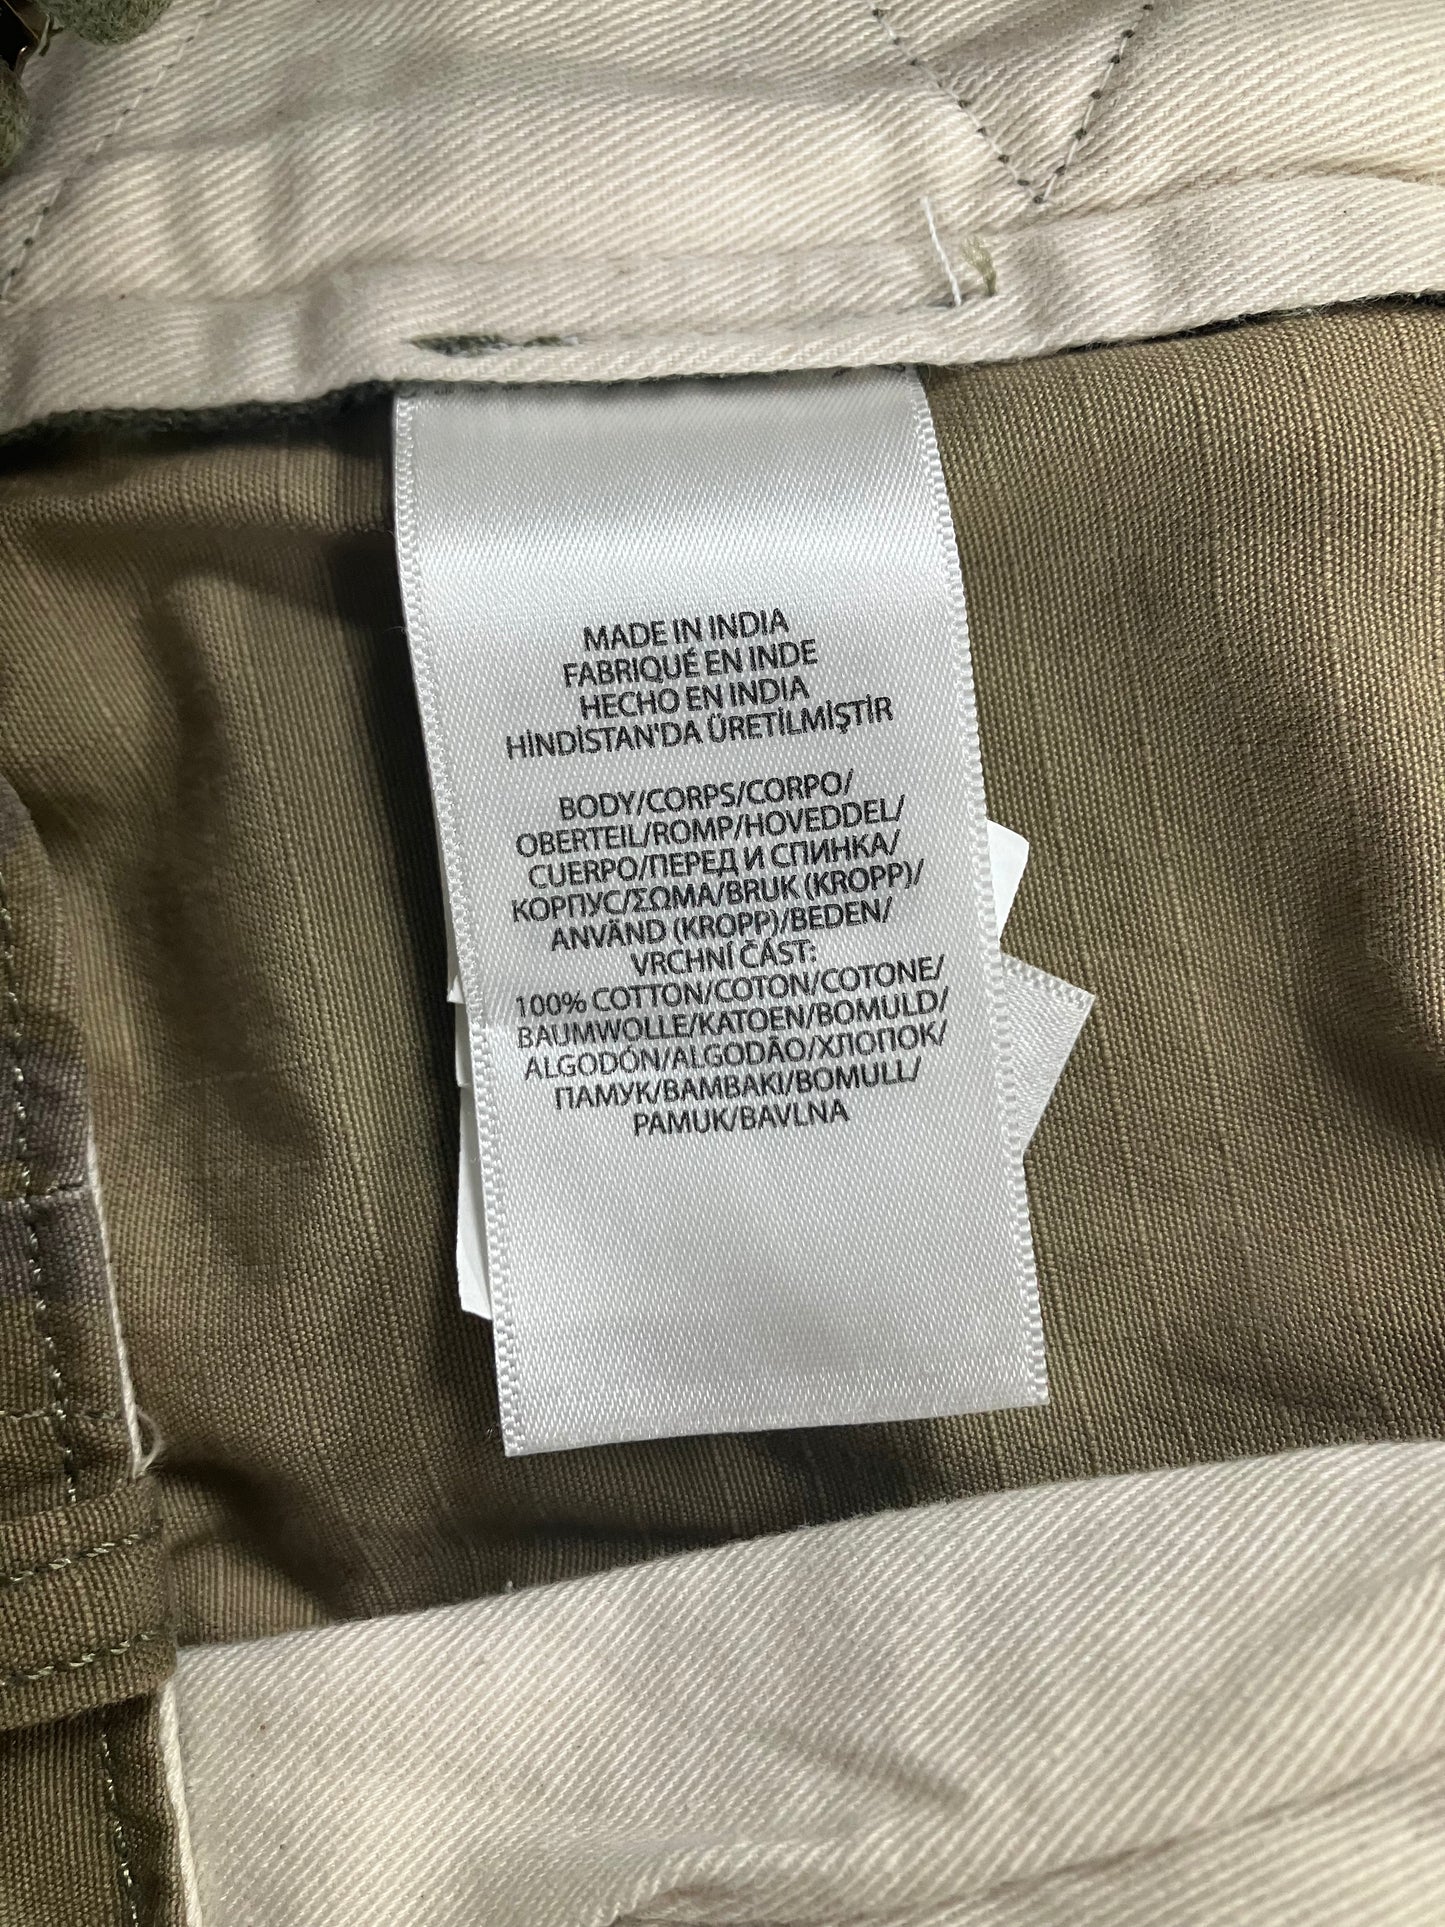 MADE IN INDIA
FABRIQUÉ EN INDE
HECHO EN INDIA
HİNDİSTAN'DA ÜRETİLMİŞTİR
BODY/CORPS/CORPO/
OBERTEIL/ROMP/HOVEDDEL/
CUERPO/ПЕРЕД И СПИНКА/
КОРПУС/ΣΩΜΑ/BRUK (KROPP)/
ANVÄND (KROPP)/BEDEN/
VRCHNÍ ČÁST:
100% COTTON/COTON/COTONE/
BAUMWOLLE/KATOEN/BOMULD/
ALGODÓN/ALGODÃO/ХЛОПОК/
ПАМУК/ΒΑΜΒΑΚΙ/BOMULL/
PAMUK/BAVLNA